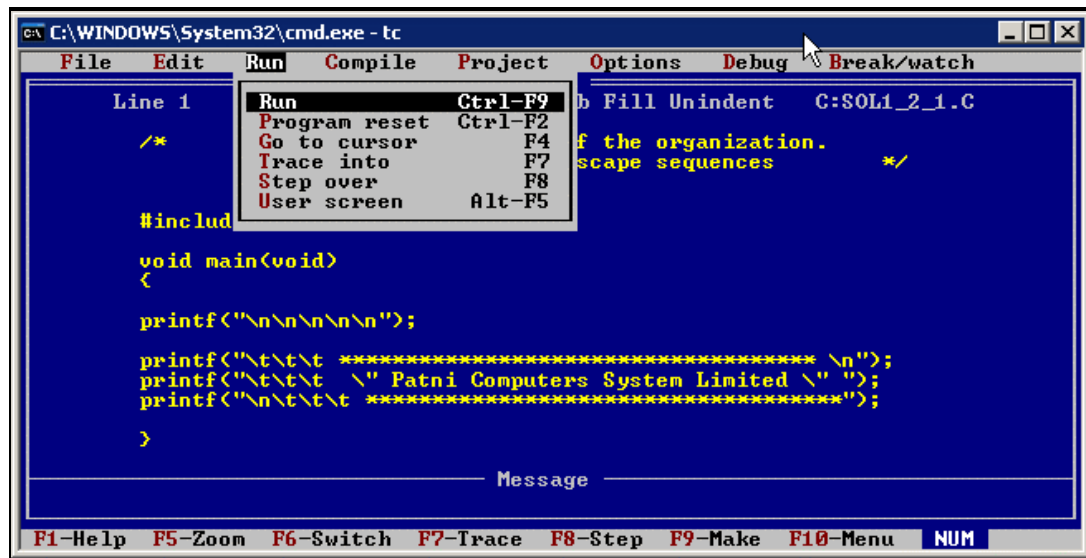 C:\WINDOWS\System32\cmd.exe - tc
File Edit Run Compile Project Options Debug Break/watch
Line 1 b Fill Unindent C:SOL1_2_1.C
Run Ctrl-F9
Program reset Ctrl-F2
Go to cursor F4
Trace into F7
Step over F8
User screen Alt-F5
/* f the organization.
scape sequences */
#includ
void main(void)
{
printf("\n\n\n\n\n");
printf("\t\t\t ************************************ \n");
printf("\t\t\t \" Patni Computers System Limited \" ");
printf("\n\t\t\t ************************************");
}
Message
F1-Help F5-Zoom F6-Switch F7-Trace F8-Step F9-Make F10-Menu NUM